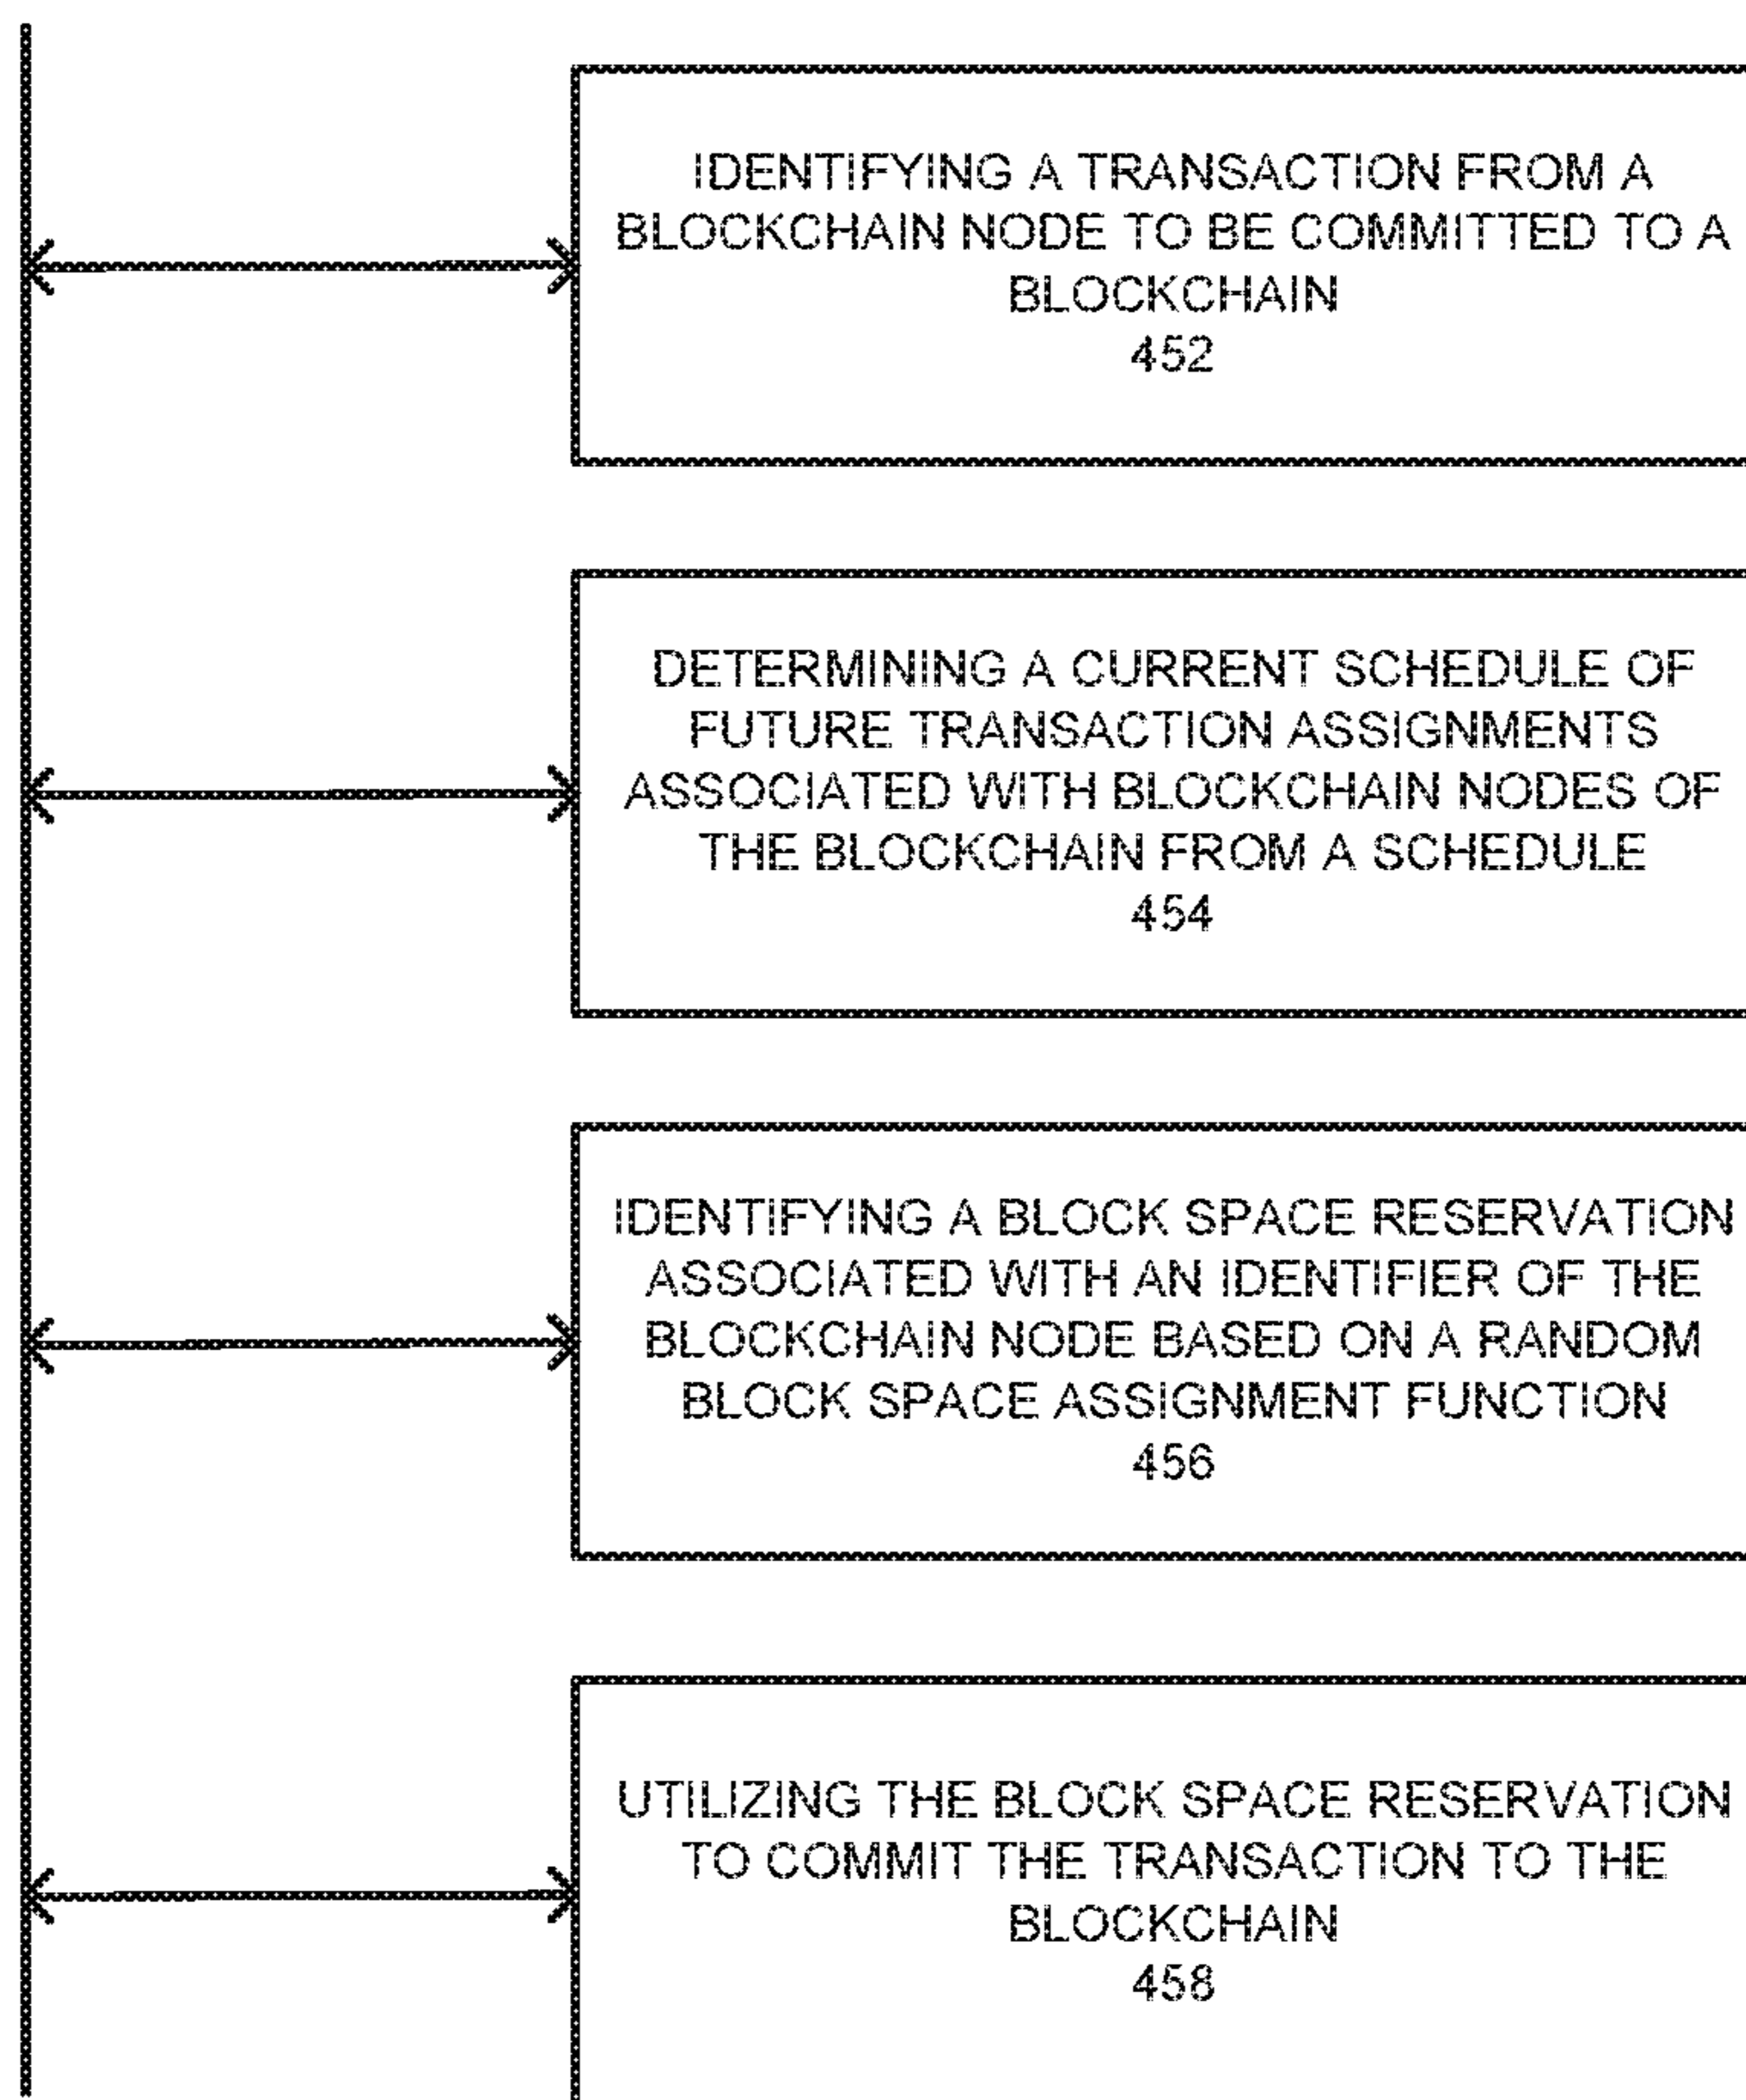 IDENTIFYING A TRANSACTION FROM A
BLOCKCHAIN NODE TO BE COMMITTED TO A
BLOCKCHAIN
452
DETERMINING A CURRENT SCHEDULE OF
FUTURE TRANSACTION ASSIGNMENTS
ASSOCIATED WITH BLOCKCHAIN NODES OF
THE BLOCKCHAIN FROM A SCHEDULE
454
IDENTIFYING A BLOCK SPACE RESERVATION
ASSOCIATED WITH AN IDENTIFIER OF THE
BLOCKCHAIN NODE BASED ON A RANDOM
BLOCK SPACE ASSIGNMENT FUNCTION
456
UTILIZING THE BLOCK SPACE RESERVATION
TO COMMIT THE TRANSACTION TO THE
BLOCKCHAIN
458